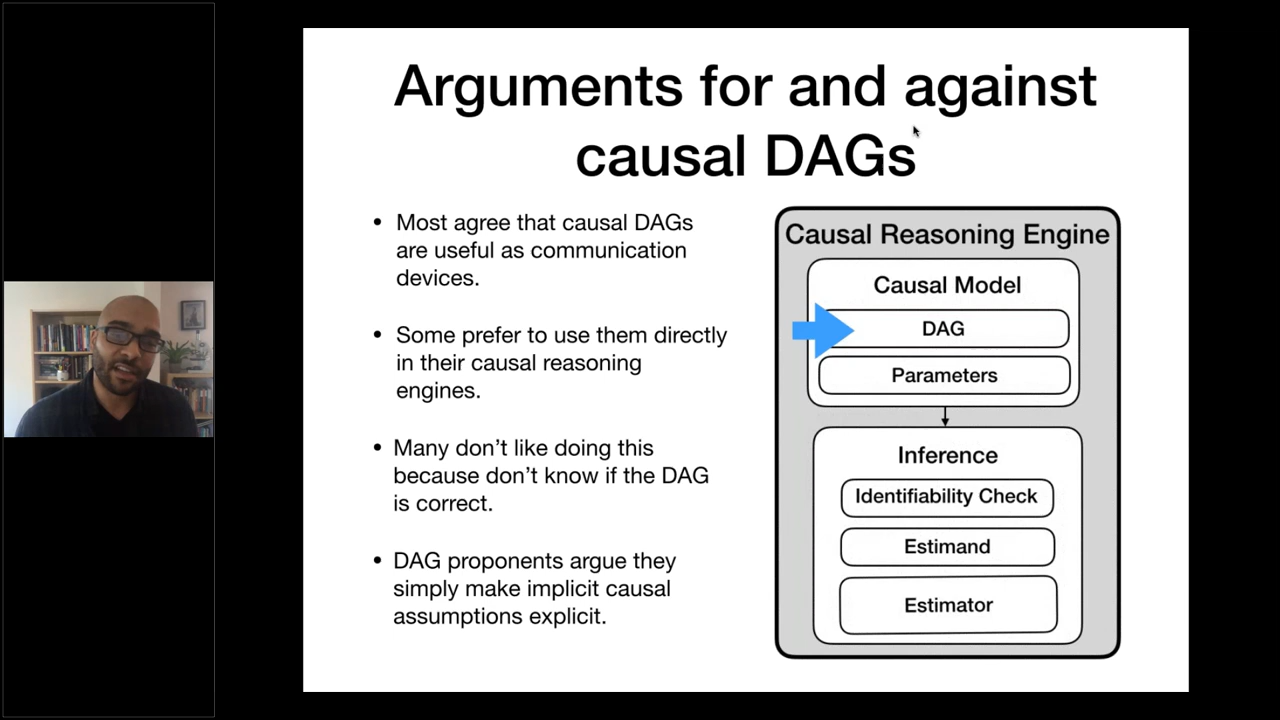 Arguments for and against
causal DAGs
• Most agree that causal DAGs
are useful as communication
devices.
• Some prefer to use them directly
in their causal reasoning
engines.
• Many don’t like doing this
because don’t know if the DAG
is correct.
• DAG proponents argue they
simply make implicit causal
assumptions explicit.
Causal Reasoning Engine
Causal Model
DAG
Parameters
Inference
Identifiability Check
Estimand
Estimator